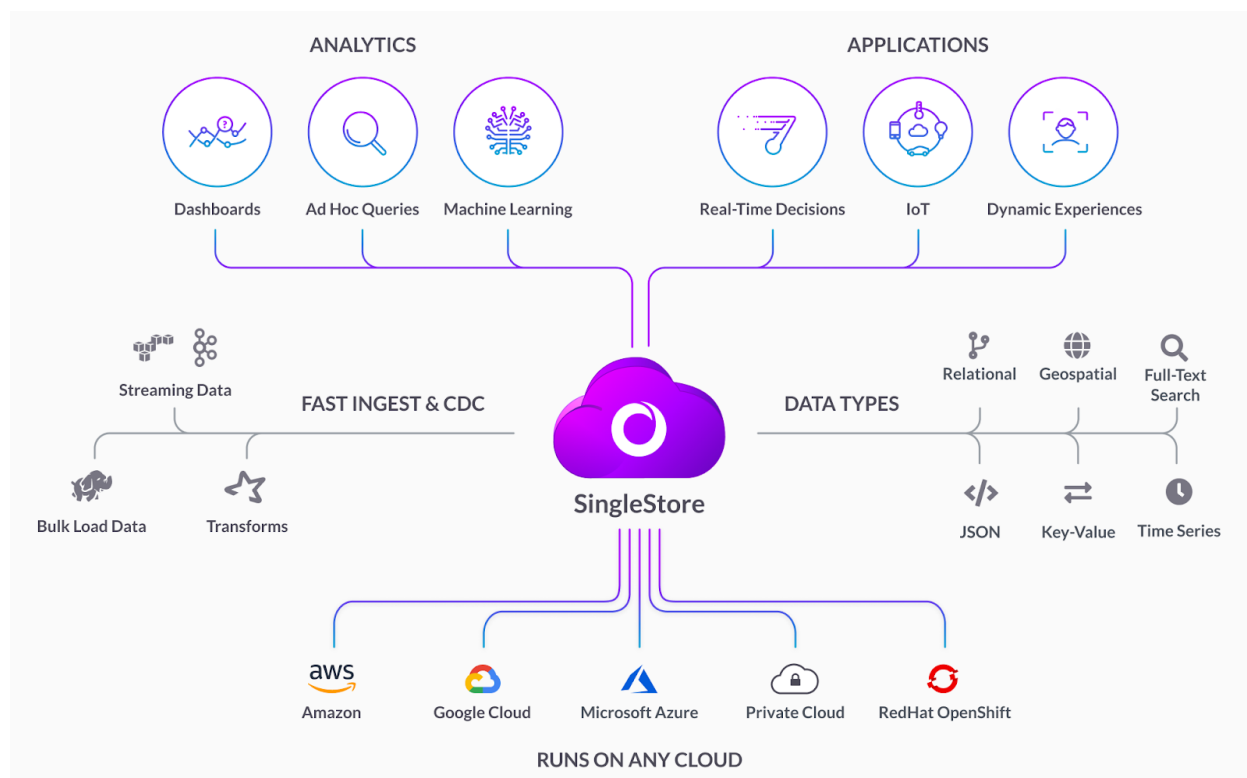 ANALYTICS
APPLICATIONS
?
Dashboards
Ad Hoc Queries
Machine Learning
Real-Time Decisions
IoT
Dynamic Experiences
Streaming Data
FAST INGEST & CDC
Bulk Load Data
Transforms
DATA TYPES
Relational
Geospatial
Full-Text
Search
JSON
Key-Value
Time Series
SingleStore
aws
Amazon
Google Cloud
Microsoft Azure
Private Cloud
RedHat OpenShift
RUNS ON ANY CLOUD